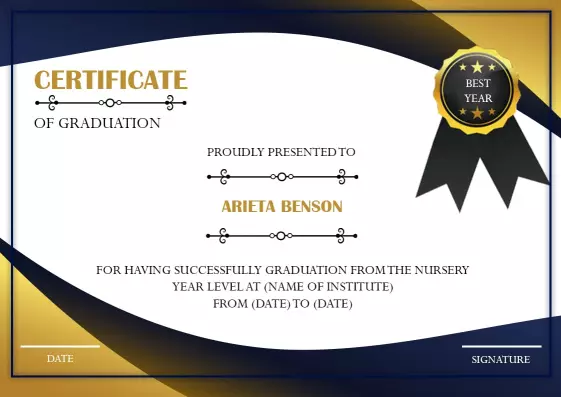 CERTIFICATE
OF GRADUATION
BEST
YEAR
PROUDLY PRESENTED TO
ARIETA BENSON
FOR HAVING SUCCESSFULLY GRADUATION FROM THE NURSERY
YEAR LEVEL AT (NAME OF INSTITUTE)
FROM (DATE) TO (DATE)
DATE
SIGNATURE